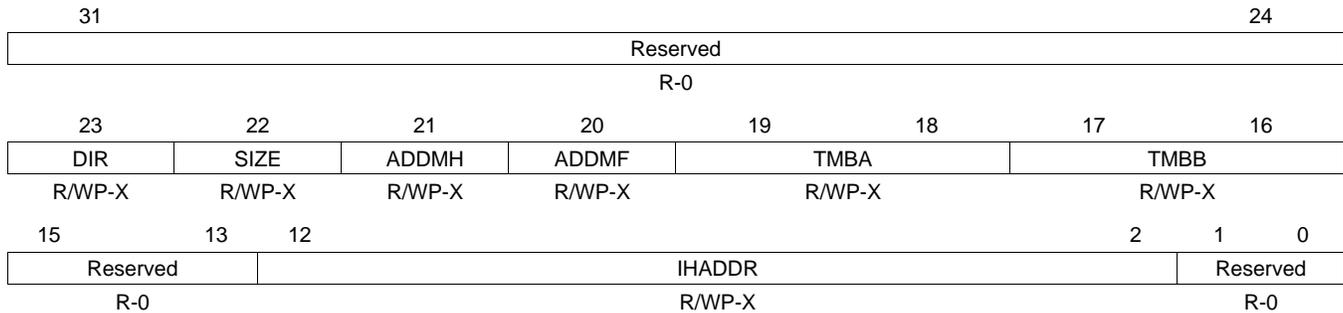 31 24
Reserved
R-0
23 22 21 20 19 18 17 16
DIR SIZE ADDMH ADDMF TMBA TMBB
R/WP-X R/WP-X R/WP-X R/WP-X R/WP-X R/WP-X
15 13 12 2 1 0
Reserved IHADDR Reserved
R-0 R/WP-X R-0